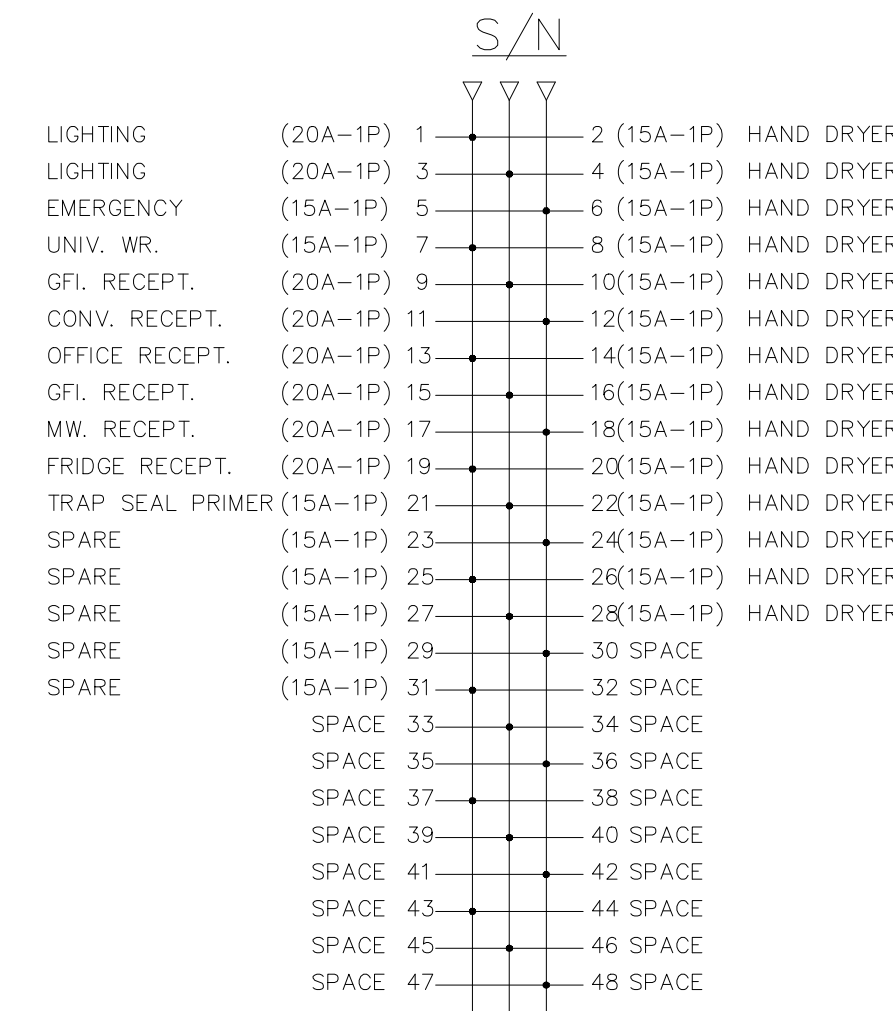 S/N
LIGHTING (20A-1P) 1 2 (15A-1P) HAND DRYER
LIGHTING (20A-1P) 3 4 (15A-1P) HAND DRYER
EMERGENCY (15A-1P) 5 6 (15A-1P) HAND DRYER
UNIV. WR. (15A-1P) 7 8 (15A-1P) HAND DRYER
GFI. RECEPT. (20A-1P) 9 10(15A-1P) HAND DRYER
CONV. RECEPT. (20A-1P) 11 12(15A-1P) HAND DRYER
OFFICE RECEPT. (20A-1P) 13 14(15A-1P) HAND DRYER
GFI. RECEPT. (20A-1P) 15 16(15A-1P) HAND DRYER
MW. RECEPT. (20A-1P) 17 18(15A-1P) HAND DRYER
FRIDGE RECEPT. (20A-1P) 19 20(15A-1P) HAND DRYER
TRAP SEAL PRIMER (15A-1P) 21 22(15A-1P) HAND DRYER
SPARE (15A-1P) 23 24(15A-1P) HAND DRYER
SPARE (15A-1P) 25 26(15A-1P) HAND DRYER
SPARE (15A-1P) 27 28(15A-1P) HAND DRYER
SPARE (15A-1P) 29 30 SPACE
SPARE (15A-1P) 31 32 SPACE
SPACE 33 34 SPACE
SPACE 35 36 SPACE
SPACE 37 38 SPACE
SPACE 39 40 SPACE
SPACE 41 42 SPACE
SPACE 43 44 SPACE
SPACE 45 46 SPACE
SPACE 47 48 SPACE